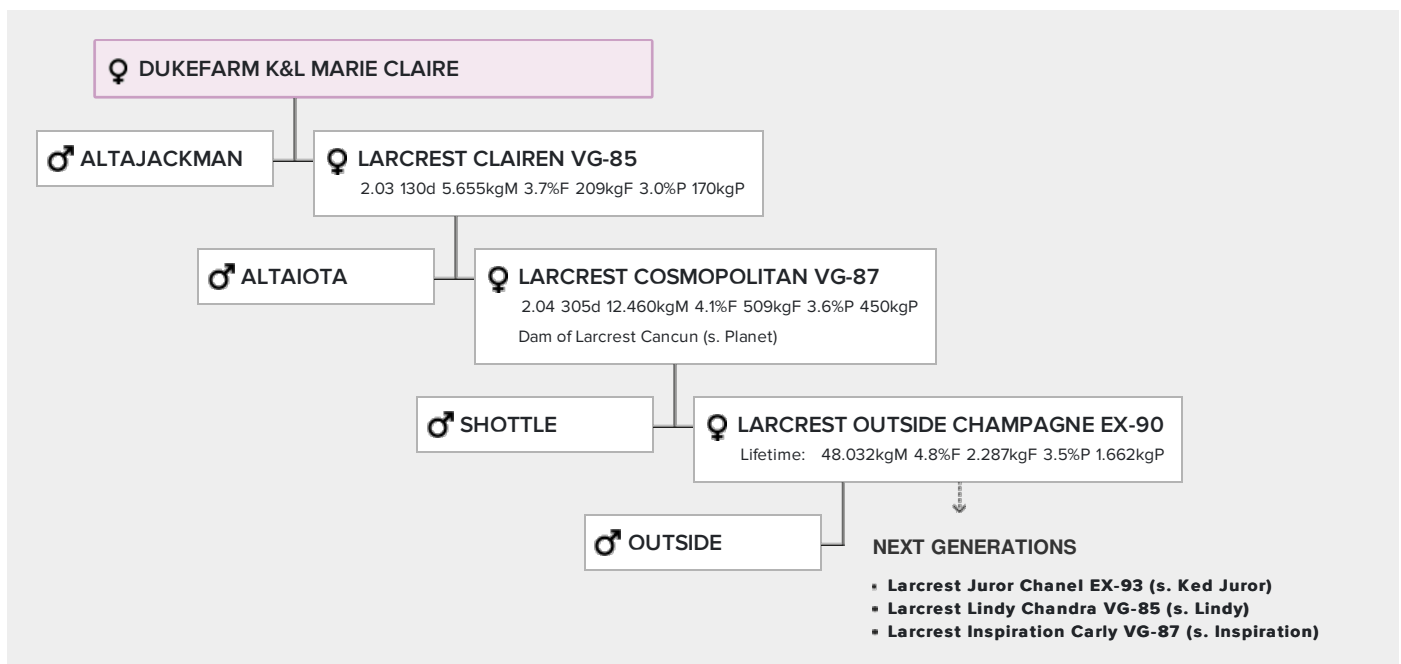 DUKEFARM K&L MARIE CLAIRE
ALTAJACKMAN
LARCREST CLAIREN VG-85
2.03 130d 5.655kgM 3.7%F 209kgF 3.0%P 170kgP
ALTAIOTA
LARCREST COSMOPOLITAN VG-87
2.04 305d 12.460kgM 4.1%F 509kgF 3.6%P 450kgP
Dam of Larcrest Cancun (s. Planet)
SHOTTLE
LARCREST OUTSIDE CHAMPAGNE EX-90
Lifetime: 48.032kgM 4.8%F 2.287kgF 3.5%P 1.662kgP
OUTSIDE
NEXT GENERATIONS
Larcrest Juror Chanel EX-93 (s. Ked Juror)
Larcrest Lindy Chandra VG-85 (s. Lindy)
Larcrest Inspiration Carly VG-87 (s. Inspiration)